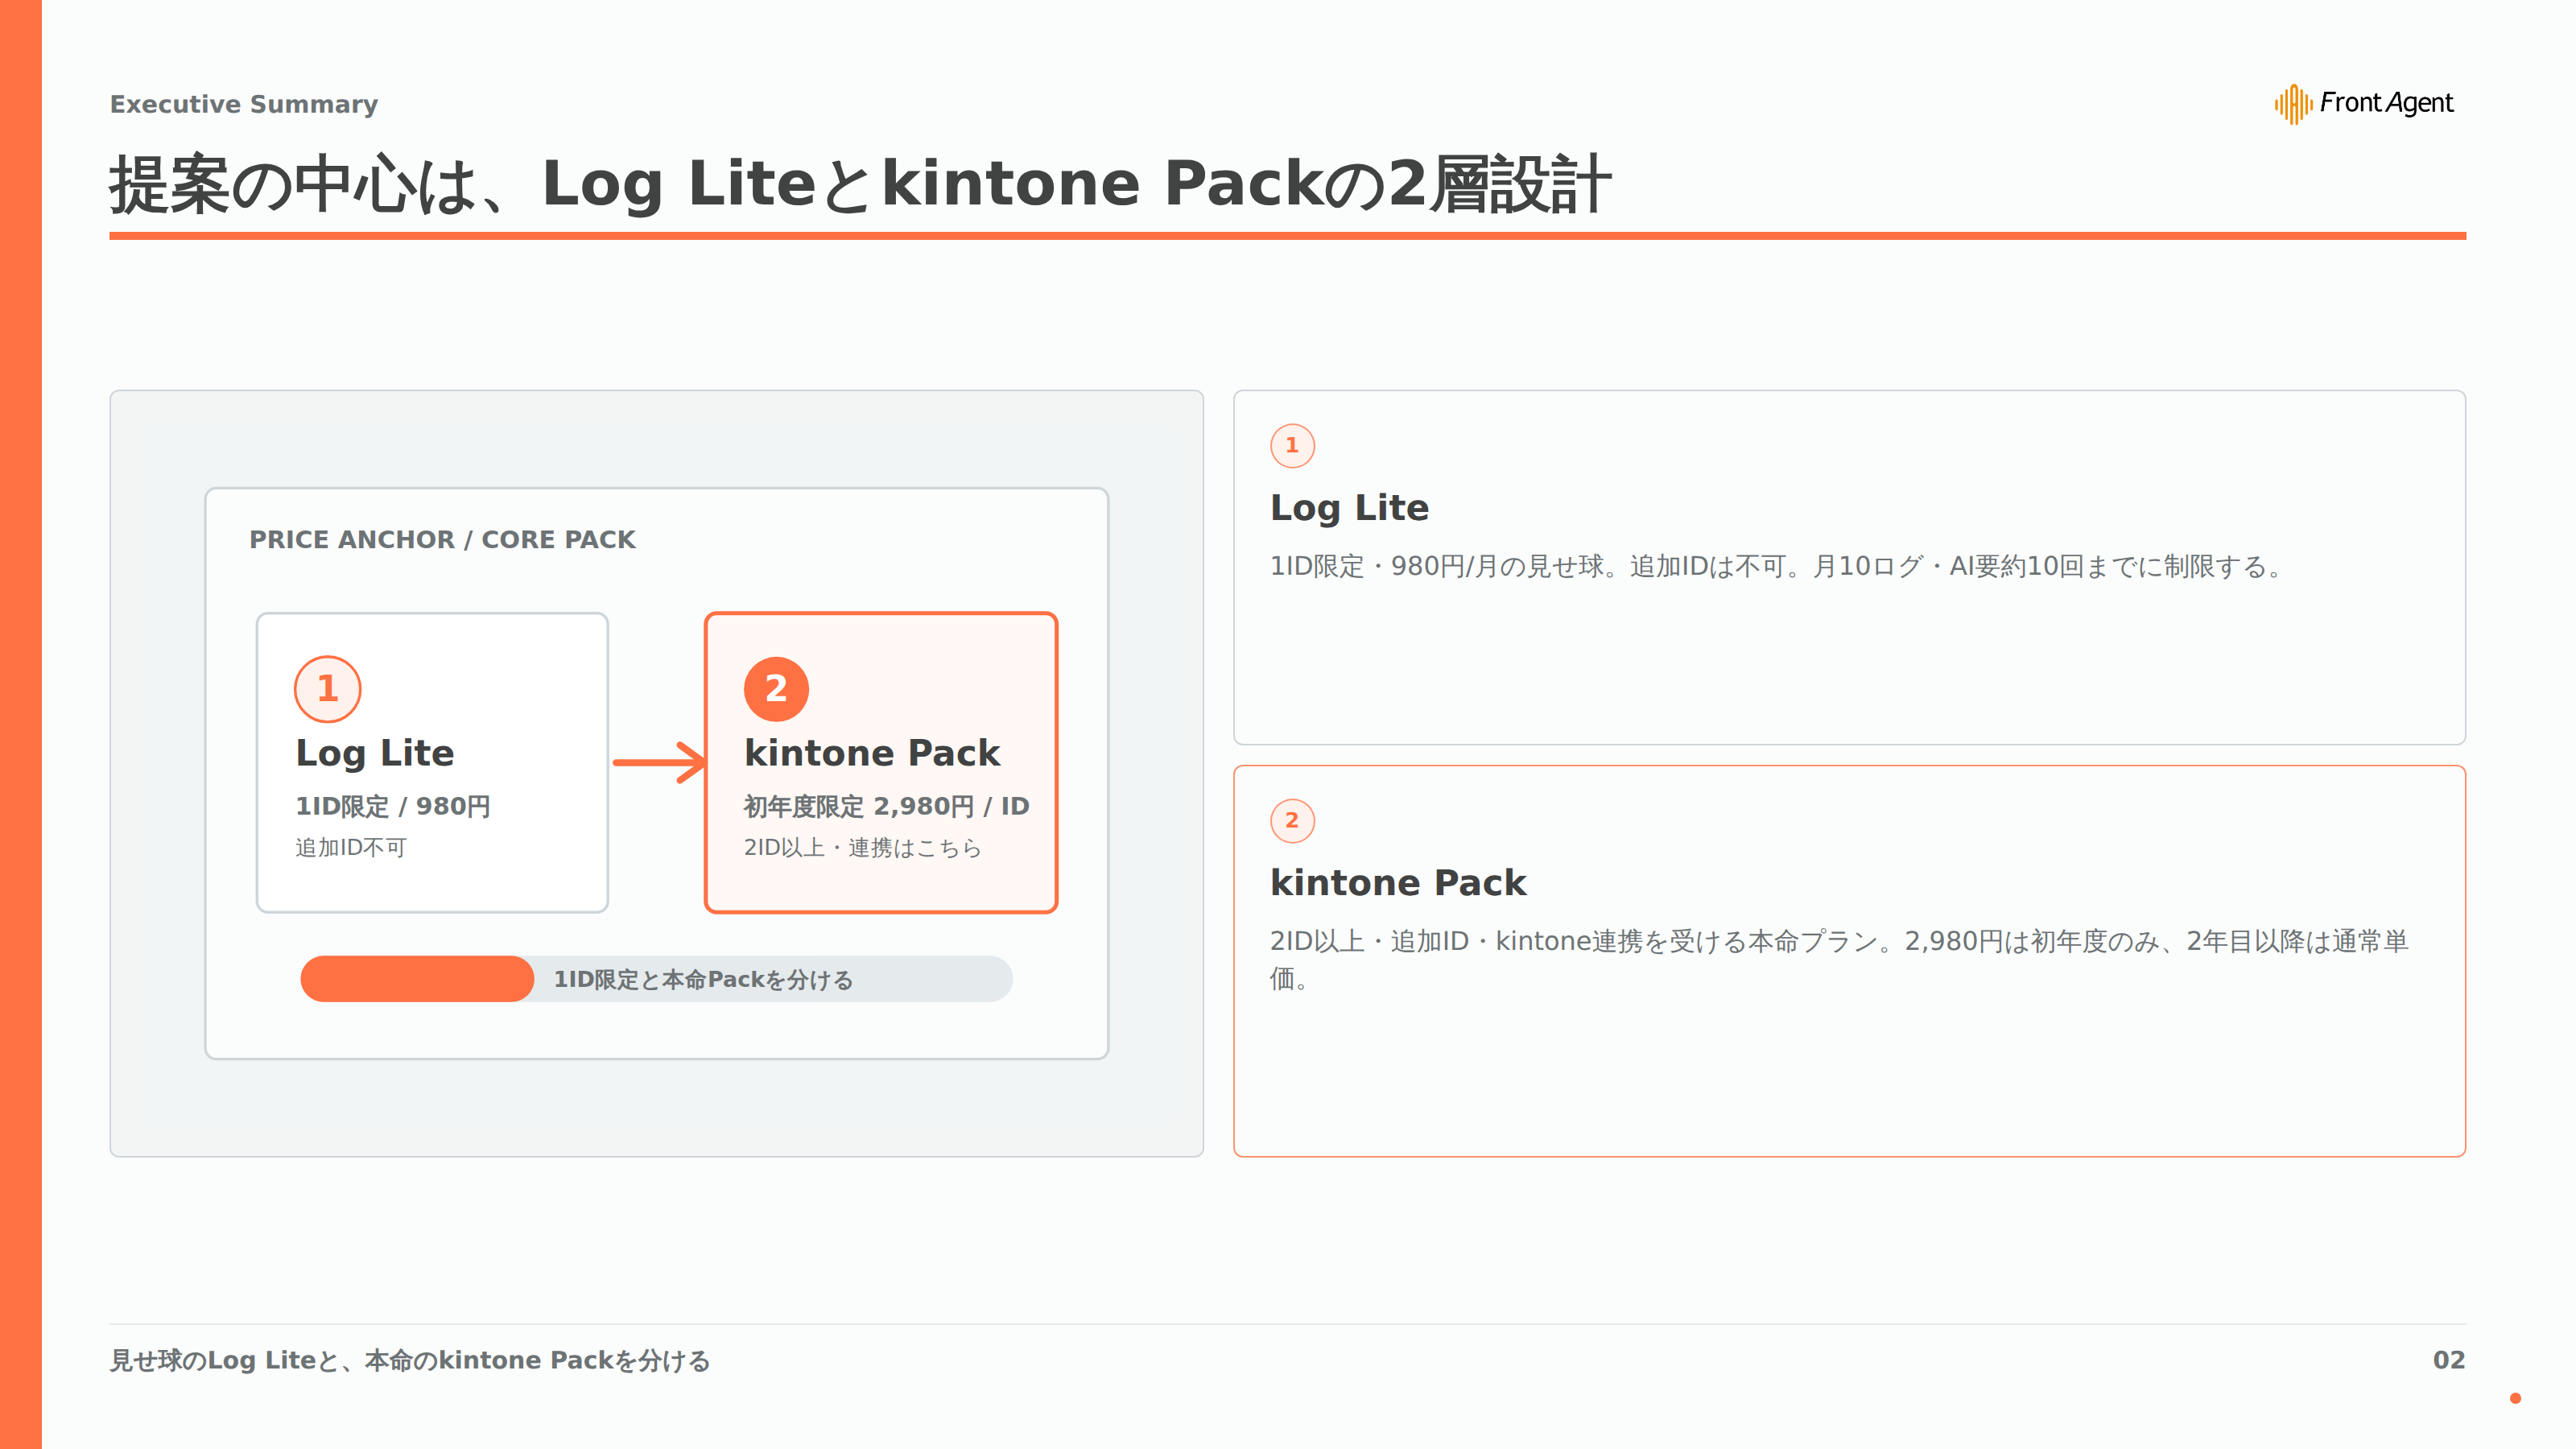 Executive Summary
Front Agent
提案の中心は、Log Liteとkintone Packの2層設計
PRICE ANCHOR / CORE PACK
1
Log Lite
1ID限定 / 980円
追加ID不可
2
kintone Pack
初年度限定 2,980円 / ID
2ID以上・連携はこちら
1ID限定と本命Packを分ける
1
Log Lite
1ID限定・980円/月の見せ球。追加IDは不可。月10ログ・AI要約10回までに制限する。
2
kintone Pack
2ID以上・追加ID・kintone連携を受ける本命プラン。2,980円は初年度のみ、2年目以降は通常単
価。
見せ球のLog Liteと、本命のkintone Packを分ける
02